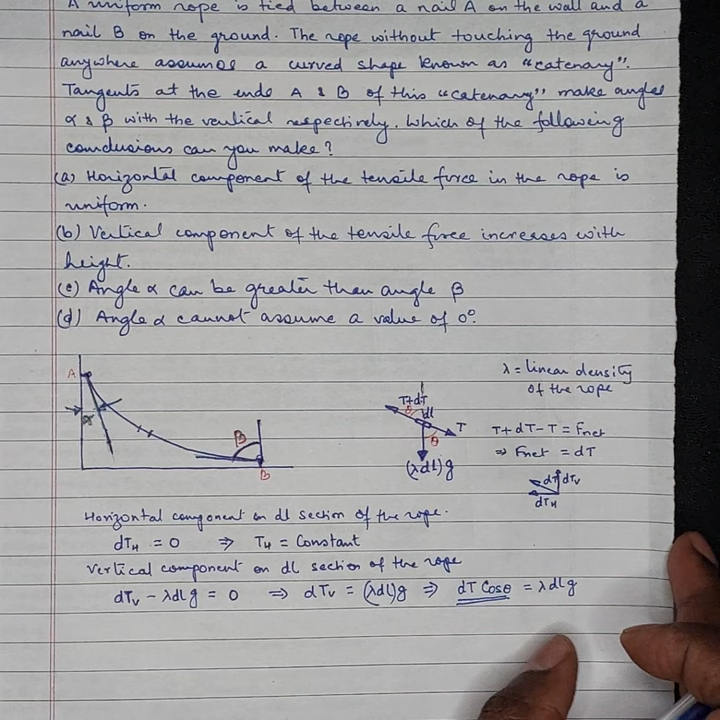 A uniform rope is tied between a nail A on the wall and a
nail B on the ground. The rope without touching the ground
anywhere assumes a curved shape known as "catenary".
Tangents at the ends A & B of this "catenary" make angles
α & β with the vertical respectively. Which of the following
conclusions can you make?
(a) Horizontal component of the tensile force in the rope is
uniform.
(b) Vertical component of the tensile force increases with
height.
(c) Angle α can be greater than angle β
(d) Angle α cannot assume a value of 0°.
λ = linear density
of the rope
A
α
β
B
T+dT
θ
dl
T
θ
(λdl)g
T+dT-T = Fnet
⇒ Fnet = dT
dT
dTv
dTH
Horizontal component on dl section of the rope.
dTH = 0 ⇒ TH = Constant
Vertical component on dl section of the rope
dTv - λdlg = 0 ⇒ dTv = (λdl)g ⇒ dT Cosθ = λdlg